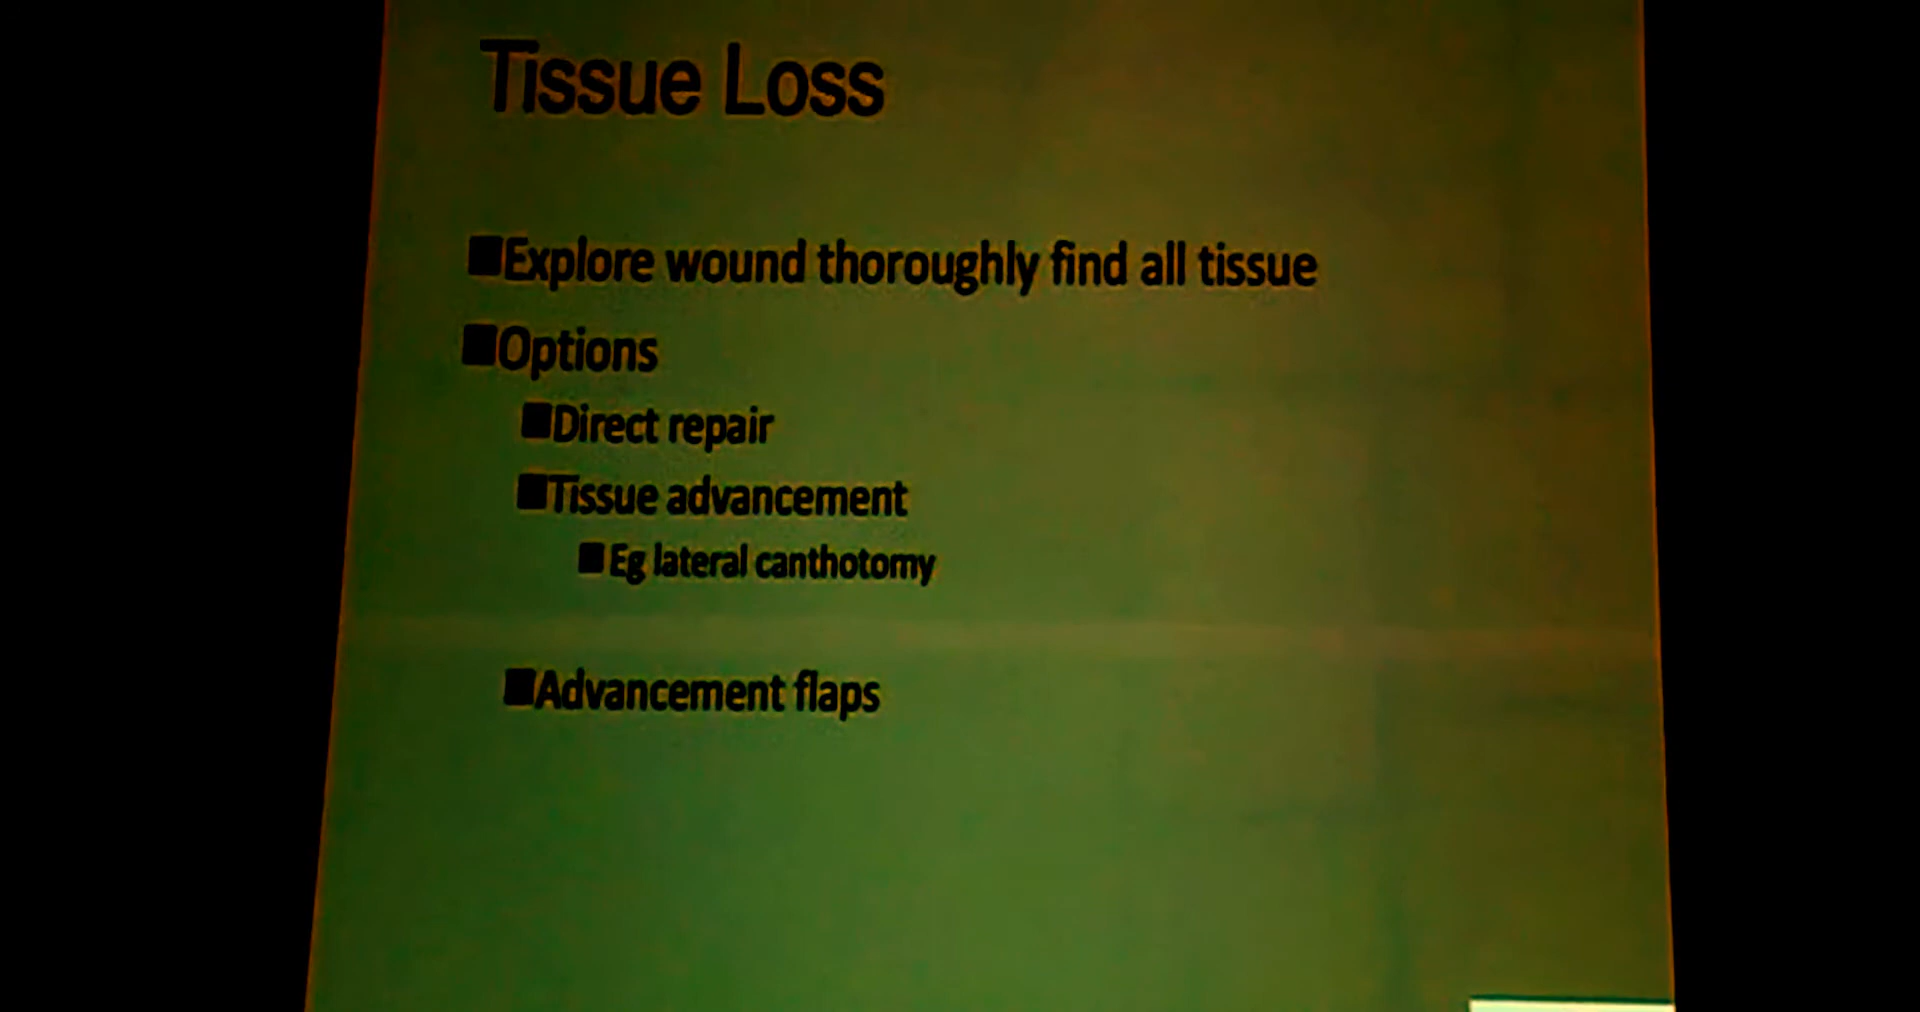 Tissue Loss
Explore wound thoroughly find all tissue
Options
Direct repair
Tissue advancement
Eg lateral canthotomy
Advancement flaps